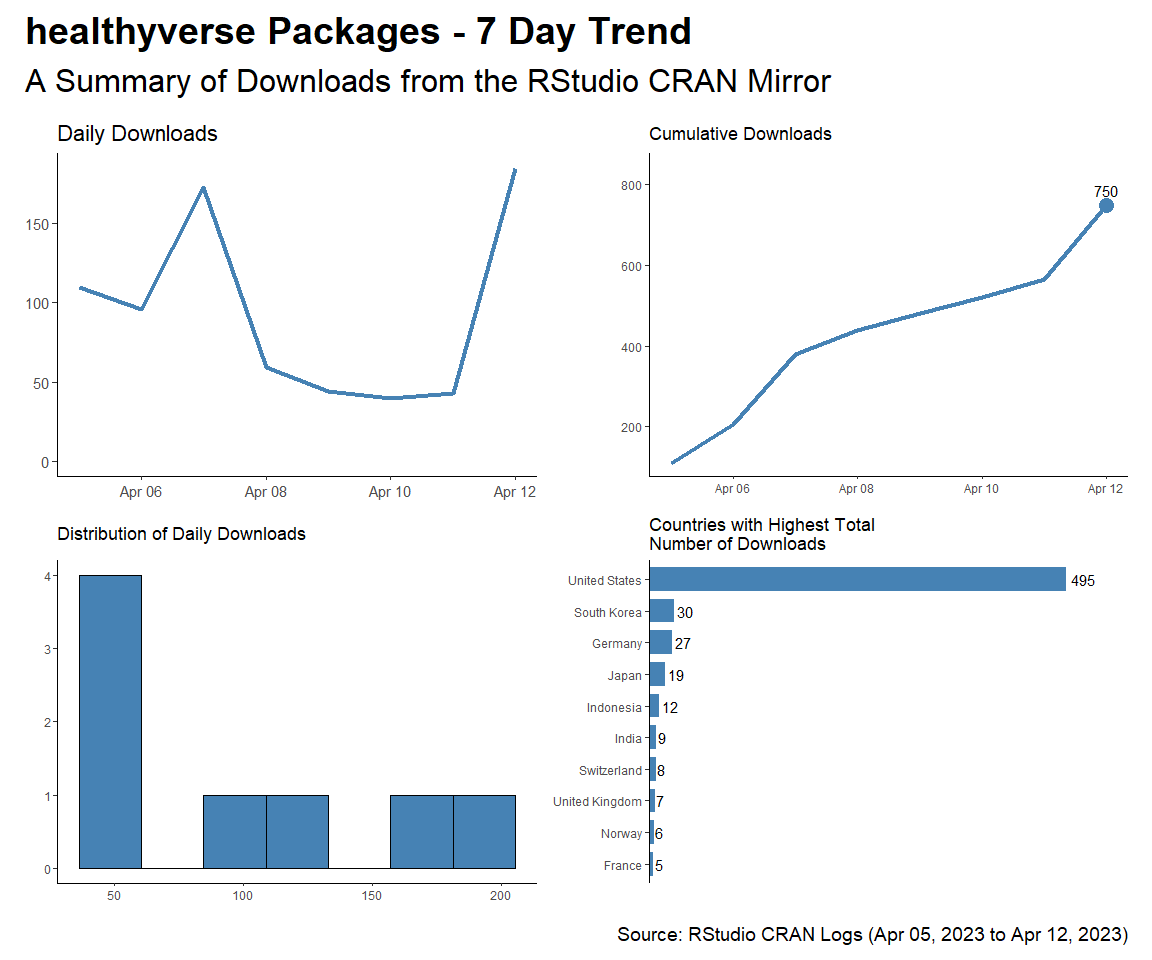 healthyverse Packages - 7 Day Trend
A Summary of Downloads from the RStudio CRAN Mirror
Daily Downloads
150
100
50
0
Apr 06 Apr 08 Apr 10 Apr 12
Cumulative Downloads
800
750
600
400
200
Apr 06 Apr 08 Apr 10 Apr 12
Distribution of Daily Downloads
4
3
2
1
0
50 100 150 200
Countries with Highest Total
Number of Downloads
United States 495
South Korea 30
Germany 27
Japan 19
Indonesia 12
India 9
Switzerland 8
United Kingdom 7
Norway 6
France 5
Source: RStudio CRAN Logs (Apr 05, 2023 to Apr 12, 2023)